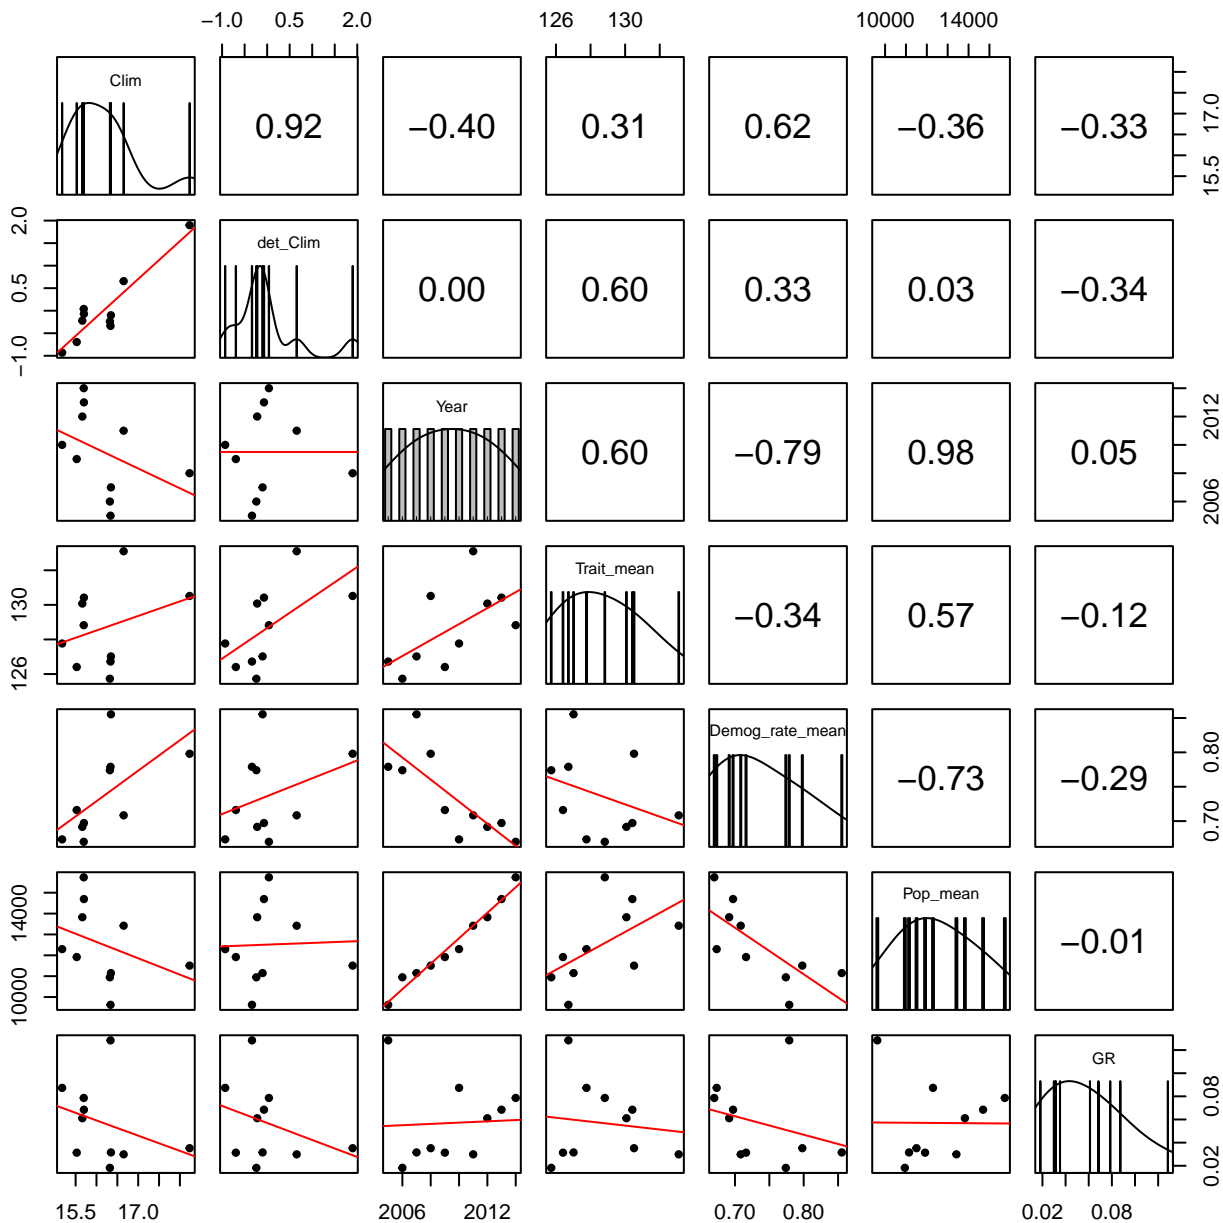 −1.0 0.5 2.0 126 130 10000 14000
Clim 0.92 −0.40 0.31 0.62 −0.36 −0.33 15.5 17.0
−1.0 0.5 2.0 det_Clim 0.00 0.60 0.33 0.03 −0.34
Year 0.60 −0.79 0.98 0.05 2006 2012
126 130 Trait_mean −0.34 0.57 −0.12
Demog_rate_mean −0.73 −0.29 0.70 0.80
10000 14000 Pop_mean −0.01
GR 0.02 0.08
15.5 17.0 2006 2012 0.70 0.80 0.02 0.08